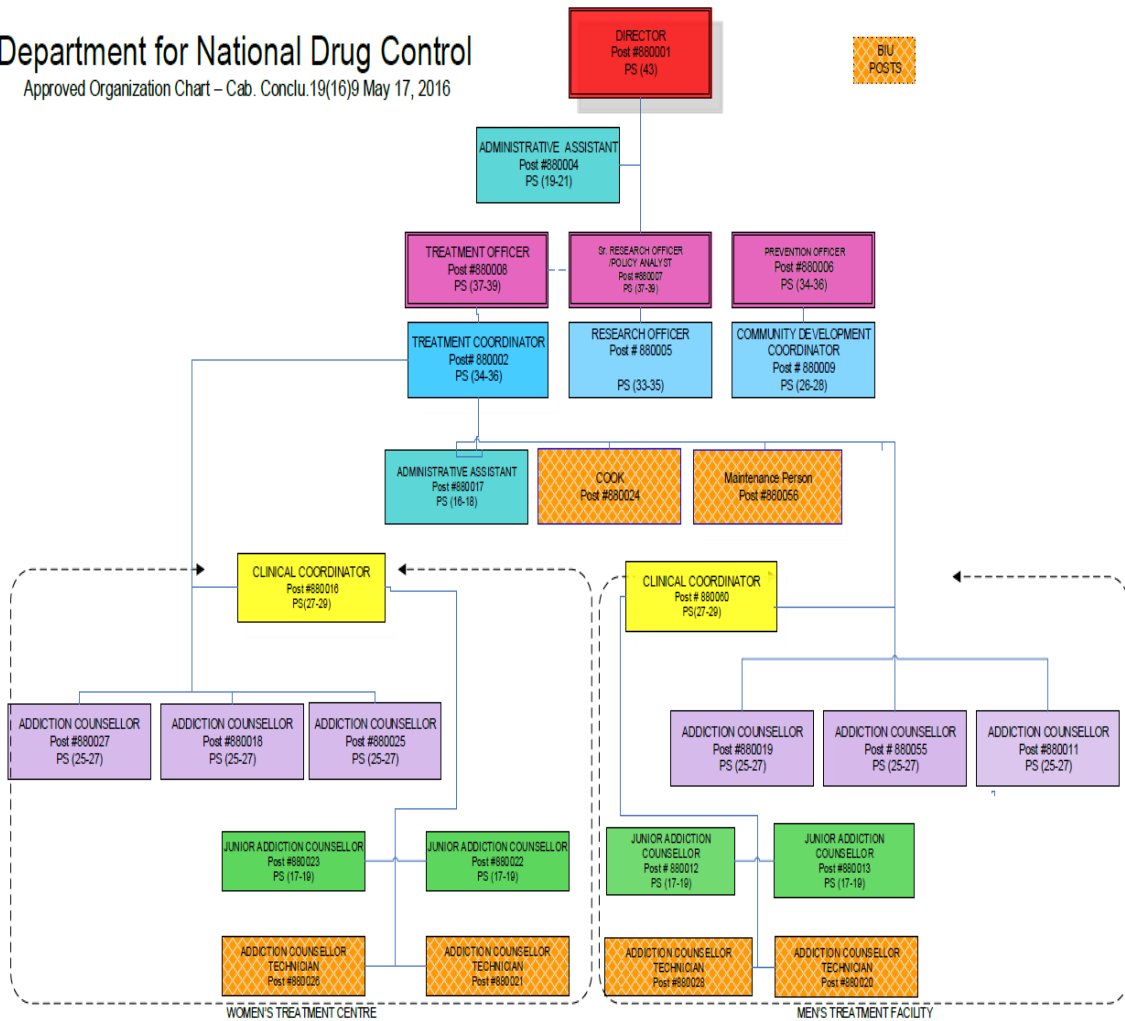 Department for National Drug Control
Approved Organization Chart – Cab. Conclu.19(16)9 May 17, 2016
DIRECTOR
Post #880001
PS (43)
BIU
POSTS
ADMINISTRATIVE ASSISTANT
Post #880004
PS (19-21)
TREATMENT OFFICER
Post #880008
PS (37-39)
Sr. RESEARCH OFFICER
/POLICY ANALYST
Post #880007
PS (37-39)
PREVENTION OFFICER
Post #880006
PS (34-36)
TREATMENT COORDINATOR
Post# 880002
PS (34-36)
RESEARCH OFFICER
Post # 880005
PS (33-35)
COMMUNITY DEVELOPMENT
COORDINATOR
Post # 880009
PS (26-28)
ADMINISTRATIVE ASSISTANT
Post #880017
PS (16-18)
COOK
Post #880024
Maintenance Person
Post #880056
CLINICAL COORDINATOR
Post #880016
PS(27-29)
CLINICAL COORDINATOR
Post # 880060
PS(27-29)
ADDICTION COUNSELLOR
Post #880027
PS (25-27)
ADDICTION COUNSELLOR
Post #880018
PS (25-27)
ADDICTION COUNSELLOR
Post #880025
PS (25-27)
ADDICTION COUNSELLOR
Post #880019
PS (25-27)
ADDICTION COUNSELLOR
Post # 880055
PS (25-27)
ADDICTION COUNSELLOR
Post #880011
PS (25-27)
JUNIOR ADDICTION COUNSELLOR
Post #880023
PS (17-19)
JUNIOR ADDICTION COUNSELLOR
Post #880022
PS (17-19)
JUNIOR ADDICTION
COUNSELLOR
Post # 880012
PS (17-19)
JUNIOR ADDICTION
COUNSELLOR
Post #880013
PS (17-19)
ADDICTION COUNSELLOR
TECHNICIAN
Post #880026
ADDICTION COUNSELLOR
TECHNICIAN
Post #880021
ADDICTION COUNSELLOR
TECHNICIAN
Post #880028
ADDICTION COUNSELLOR
TECHNICIAN
Post #880020
WOMEN'S TREATMENT CENTRE
MEN'S TREATMENT FACILITY